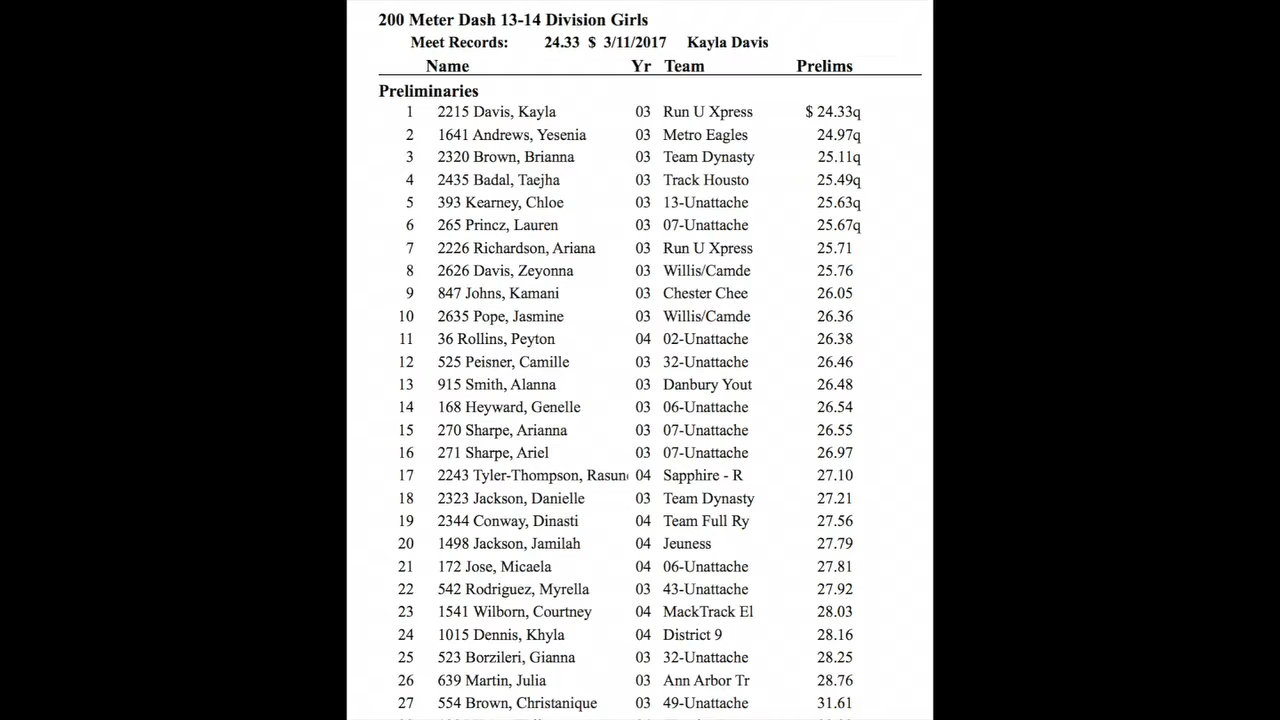 200 Meter Dash 13-14 Division Girls
Meet Records: 24.33 $ 3/11/2017 Kayla Davis
Name Yr Team Prelims
Preliminaries
1 2215 Davis, Kayla 03 Run U Xpress $ 24.33q
2 1641 Andrews, Yesenia 03 Metro Eagles 24.97q
3 2320 Brown, Brianna 03 Team Dynasty 25.11q
4 2435 Badal, Taejha 03 Track Housto 25.49q
5 393 Kearney, Chloe 03 13-Unattache 25.63q
6 265 Princz, Lauren 03 07-Unattache 25.67q
7 2226 Richardson, Ariana 03 Run U Xpress 25.71
8 2626 Davis, Zeyonna 03 Willis/Camde 25.76
9 847 Johns, Kamani 03 Chester Chee 26.05
10 2635 Pope, Jasmine 03 Willis/Camde 26.36
11 36 Rollins, Peyton 04 02-Unattache 26.38
12 525 Peisner, Camille 03 32-Unattache 26.46
13 915 Smith, Alanna 03 Danbury Yout 26.48
14 168 Heyward, Genelle 03 06-Unattache 26.54
15 270 Sharpe, Arianna 03 07-Unattache 26.55
16 271 Sharpe, Ariel 03 07-Unattache 26.97
17 2243 Tyler-Thompson, Rasun 04 Sapphire - R 27.10
18 2323 Jackson, Danielle 03 Team Dynasty 27.21
19 2344 Conway, Dinasti 04 Team Full Ry 27.56
20 1498 Jackson, Jamilah 04 Jeuness 27.79
21 172 Jose, Micaela 04 06-Unattache 27.81
22 542 Rodriguez, Myrella 03 43-Unattache 27.92
23 1541 Wilborn, Courtney 04 MackTrack El 28.03
24 1015 Dennis, Khyla 04 District 9 28.16
25 523 Borzileri, Gianna 03 32-Unattache 28.25
26 639 Martin, Julia 03 Ann Arbor Tr 28.76
27 554 Brown, Christanique 03 49-Unattache 31.61